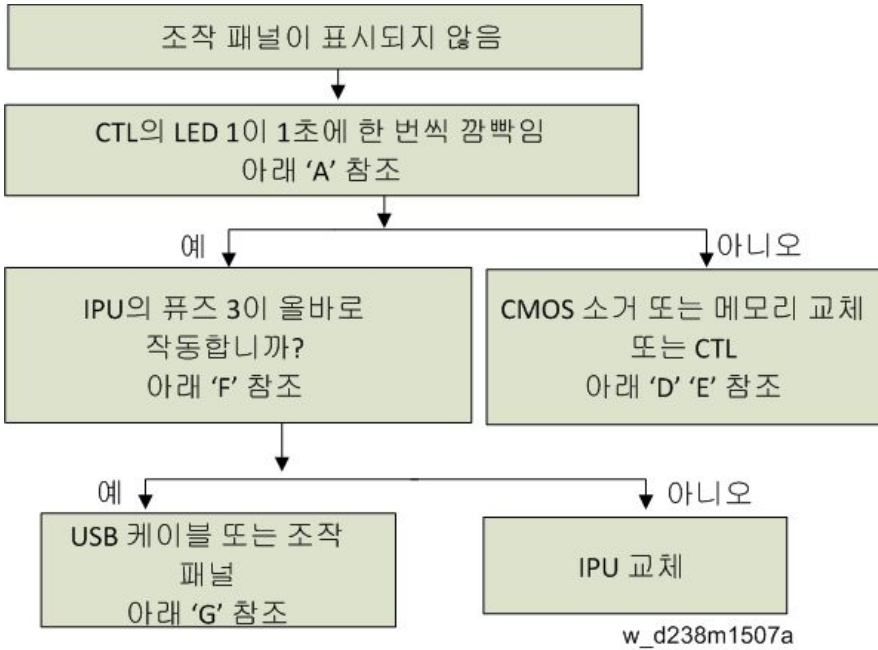 조작 패널이 표시되지 않음
CTL의 LED 1이 1초에 한 번씩 깜빡임
아래 ‘A’ 참조
예
아니오
IPU의 퓨즈 3이 올바로
작동합니까?
아래 ‘F’ 참조
CMOS 소거 또는 메모리 교체
또는 CTL
아래 ‘D’ ‘E’ 참조
예
아니오
USB 케이블 또는 조작
패널
아래 ‘G’ 참조
IPU 교체
w_d238m1507a